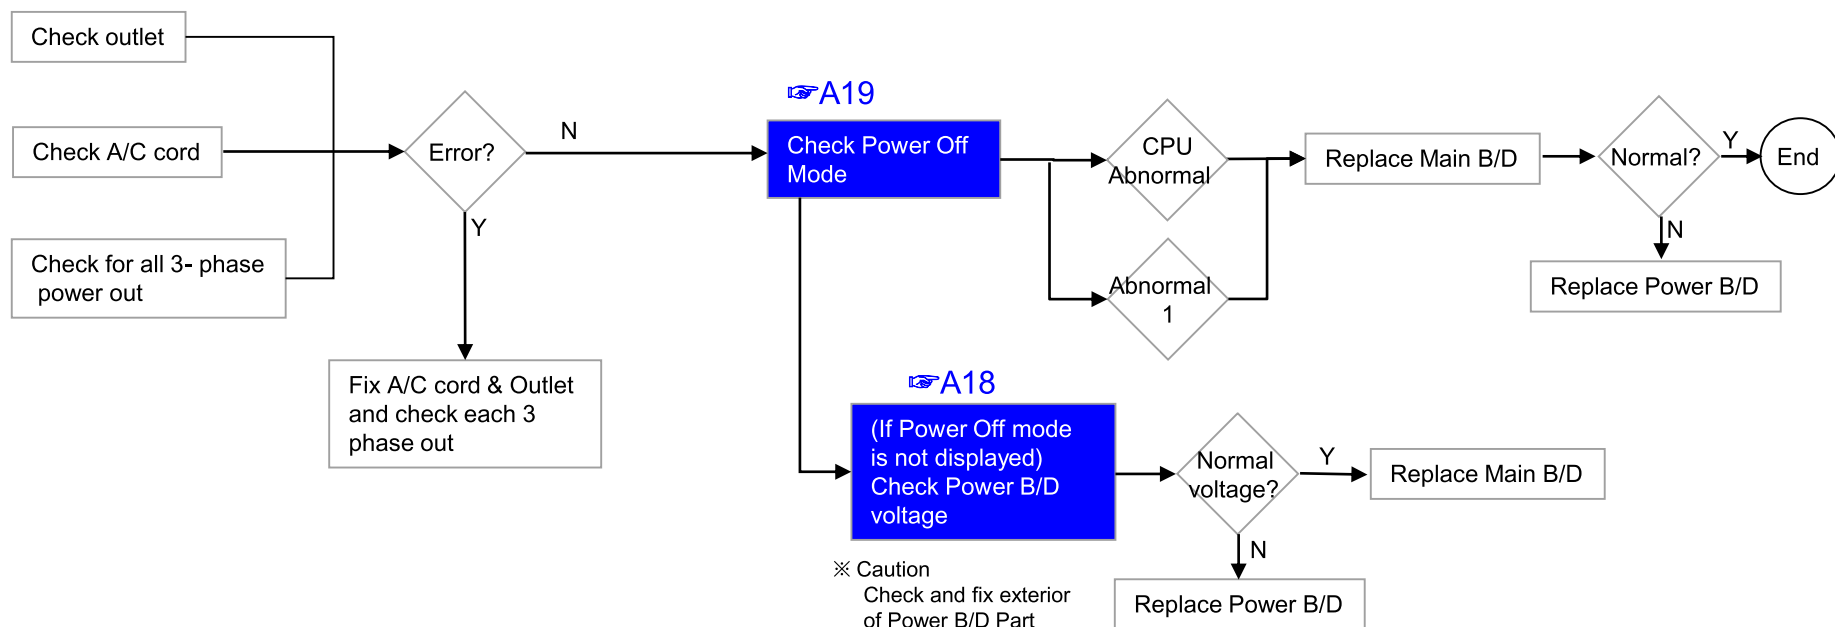 Check outlet
Check A/C cord
Check for all 3- phase
power out
Error?
N
Y
Fix A/C cord & Outlet
and check each 3
phase out
☞A19
Check Power Off
Mode
CPU
Abnormal
Abnormal
1
Replace Main B/D
Normal?
Y
End
N
Replace Power B/D
☞A18
(If Power Off mode
is not displayed)
Check Power B/D
voltage
※ Caution
Check and fix exterior
of Power B/D Part
Normal
voltage?
Y
Replace Main B/D
N
Replace Power B/D